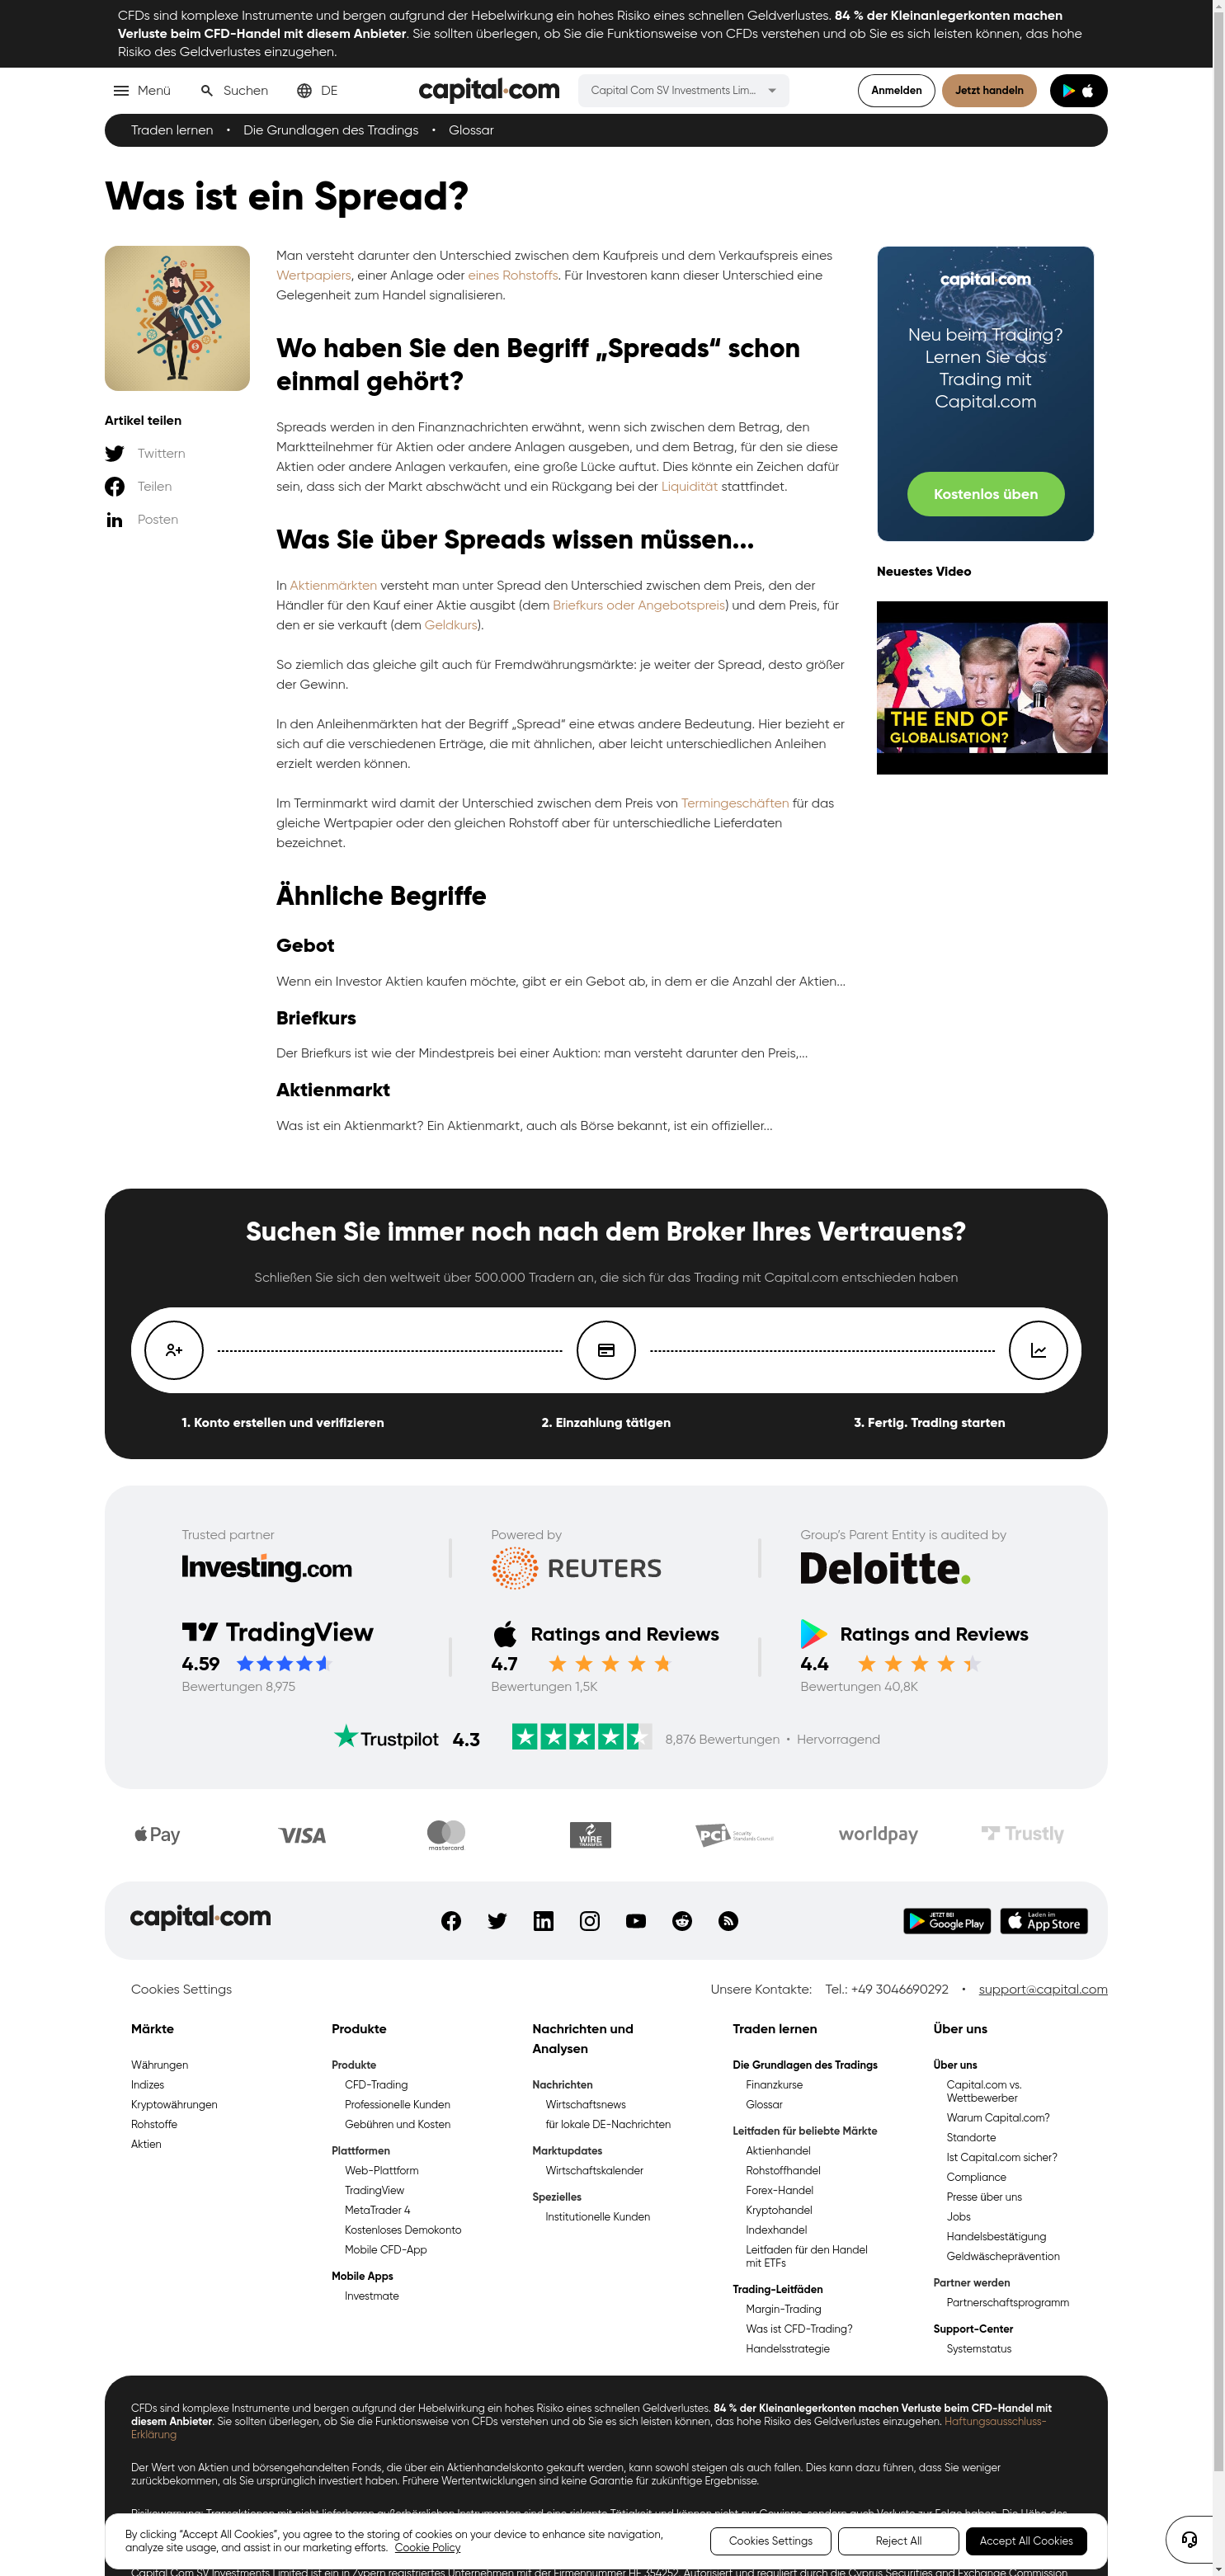 CFDs sind komplexe Instrumente und bergen aufgrund der Hebelwirkung ein hohes Risiko eines schnellen Geldverlustes. 84 % der Kleinanlegerkonten machen
Verluste beim CFD-Handel mit diesem Anbieter. Sie sollten überlegen, ob Sie die Funktionsweise von CFDs verstehen und ob Sie es sich leisten können, das hohe
Risiko des Geldverlustes einzugehen.
Menü
Suchen
DE
capital.com
Capital Com SV Investments Lim...
Anmelden
Jetzt handeln
Traden lernen • Die Grundlagen des Tradings • Glossar
Was ist ein Spread?
Artikel teilen
Twittern
Teilen
Posten
Man versteht darunter den Unterschied zwischen dem Kaufpreis und dem Verkaufspreis eines
Wertpapiers, einer Anlage oder eines Rohstoffs. Für Investoren kann dieser Unterschied eine
Gelegenheit zum Handel signalisieren.
Wo haben Sie den Begriff „Spreads“ schon
einmal gehört?
Spreads werden in den Finanznachrichten erwähnt, wenn sich zwischen dem Betrag, den
Marktteilnehmer für Aktien oder andere Anlagen ausgeben, und dem Betrag, für den sie diese
Aktien oder andere Anlagen verkaufen, eine große Lücke auftut. Dies könnte ein Zeichen dafür
sein, dass sich der Markt abschwächt und ein Rückgang bei der Liquidität stattfindet.
Was Sie über Spreads wissen müssen...
In Aktienmärkten versteht man unter Spread den Unterschied zwischen dem Preis, den der
Händler für den Kauf einer Aktie ausgibt (dem Briefkurs oder Angebotspreis) und dem Preis, für
den er sie verkauft (dem Geldkurs).
So ziemlich das gleiche gilt auch für Fremdwährungsmärkte: je weiter der Spread, desto größer
der Gewinn.
In den Anleihenmärkten hat der Begriff „Spread“ eine etwas andere Bedeutung. Hier bezieht er
sich auf die verschiedenen Erträge, die mit ähnlichen, aber leicht unterschiedlichen Anleihen
erzielt werden können.
Im Terminmarkt wird damit der Unterschied zwischen dem Preis von Termingeschäften für das
gleiche Wertpapier oder den gleichen Rohstoff aber für unterschiedliche Lieferdaten
bezeichnet.
Ähnliche Begriffe
Gebot
Wenn ein Investor Aktien kaufen möchte, gibt er ein Gebot ab, in dem er die Anzahl der Aktien...
Briefkurs
Der Briefkurs ist wie der Mindestpreis bei einer Auktion: man versteht darunter den Preis,...
Aktienmarkt
Was ist ein Aktienmarkt? Ein Aktienmarkt, auch als Börse bekannt, ist ein offizieller...
capital.com
Neu beim Trading?
Lernen Sie das
Trading mit
Capital.com
Kostenlos üben
Neuestes Video
THE END OF
GLOBALISATION?
Suchen Sie immer noch nach dem Broker Ihres Vertrauens?
Schließen Sie sich den weltweit über 500.000 Tradern an, die sich für das Trading mit Capital.com entschieden haben
1. Konto erstellen und verifizieren
2. Einzahlung tätigen
3. Fertig. Trading starten
Trusted partner
Investing.com
Powered by
REUTERS
Group's Parent Entity is audited by
Deloitte.
TradingView
4.59
Bewertungen 8,975
Ratings and Reviews
4.7
Bewertungen 1,5K
Ratings and Reviews
4.4
Bewertungen 40,8K
Trustpilot 4.3
8,876 Bewertungen • Hervorragend
Pay
VISA
mastercard
WIRE
TRANSFER
PCi
Security
Standards Council
worldpay
Trustly
capital.com
JETZT BEI
Google Play
Laden im
App Store
Cookies Settings
Unsere Kontakte: Tel.: +49 3046690292 • support@capital.com
Märkte
Währungen
Indizes
Kryptowährungen
Rohstoffe
Aktien
Produkte
Produkte
CFD-Trading
Professionelle Kunden
Gebühren und Kosten
Plattformen
Web-Plattform
TradingView
MetaTrader 4
Kostenloses Demokonto
Mobile CFD-App
Mobile Apps
Investmate
Nachrichten und
Analysen
Nachrichten
Wirtschaftsnews
für lokale DE-Nachrichten
Marktupdates
Wirtschaftskalender
Spezielles
Institutionelle Kunden
Traden lernen
Die Grundlagen des Tradings
Finanzkurse
Glossar
Leitfaden für beliebte Märkte
Aktienhandel
Rohstoffhandel
Forex-Handel
Kryptohandel
Indexhandel
Leitfaden für den Handel
mit ETFs
Trading-Leitfäden
Margin-Trading
Was ist CFD-Trading?
Handelsstrategie
Über uns
Über uns
Capital.com vs.
Wettbewerber
Warum Capital.com?
Standorte
Ist Capital.com sicher?
Compliance
Presse über uns
Jobs
Handelsbestätigung
Geldwäscheprävention
Partner werden
Partnerschaftsprogramm
Support-Center
Systemstatus
CFDs sind komplexe Instrumente und bergen aufgrund der Hebelwirkung ein hohes Risiko eines schnellen Geldverlustes. 84 % der Kleinanlegerkonten machen Verluste beim CFD-Handel mit
diesem Anbieter. Sie sollten überlegen, ob Sie die Funktionsweise von CFDs verstehen und ob Sie es sich leisten können, das hohe Risiko des Geldverlustes einzugehen. Haftungsausschluss-
Erklärung
Der Wert von Aktien und börsengehandelten Fonds, die über ein Aktienhandelskonto gekauft werden, kann sowohl steigen als auch fallen. Dies kann dazu führen, dass Sie weniger
zurückbekommen, als Sie ursprünglich investiert haben. Frühere Wertentwicklungen sind keine Garantie für zukünftige Ergebnisse.
By clicking “Accept All Cookies”, you agree to the storing of cookies on your device to enhance site navigation,
analyze site usage, and assist in our marketing efforts. Cookie Policy
Cookies Settings
Reject All
Accept All Cookies
Capital Com SV Investments Limited ist ein in Zypern registriertes Unternehmen mit der Firmennummer HE 354252. Autorisiert und reguliert durch die Cyprus Securities and Exchange Commission